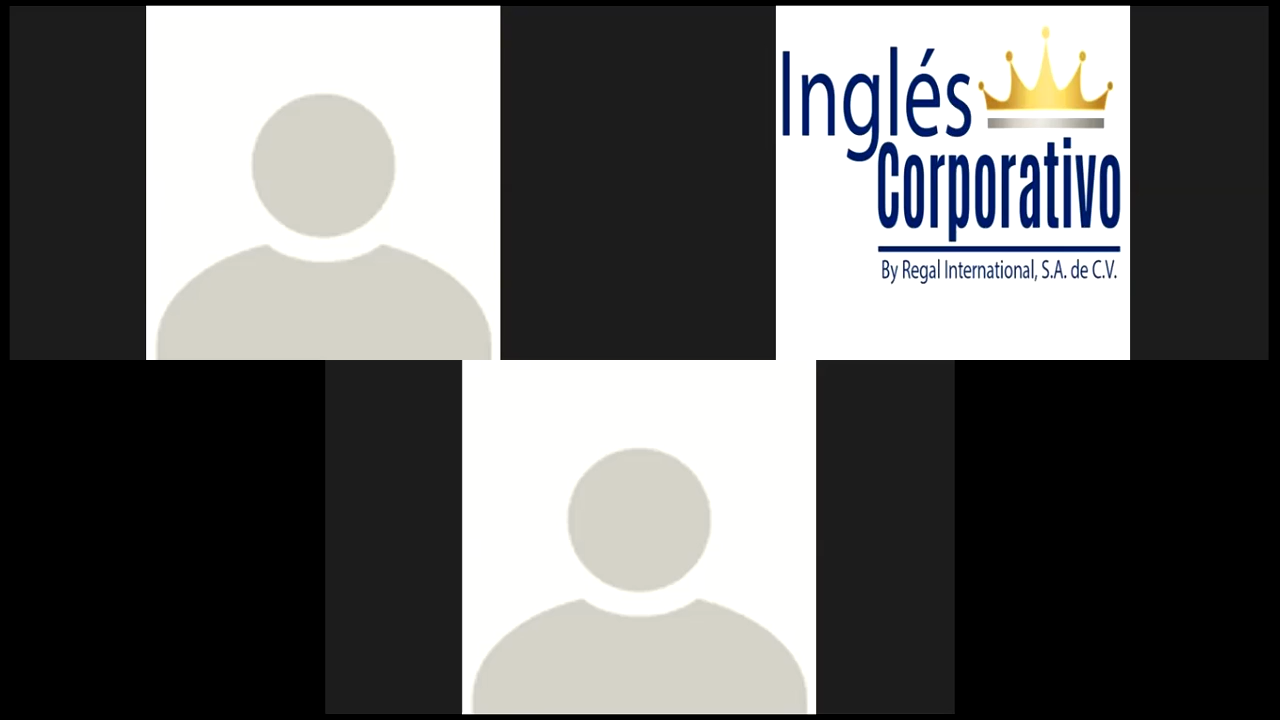 Inglés
Corporativo
By Regal International, S.A. de C.V.